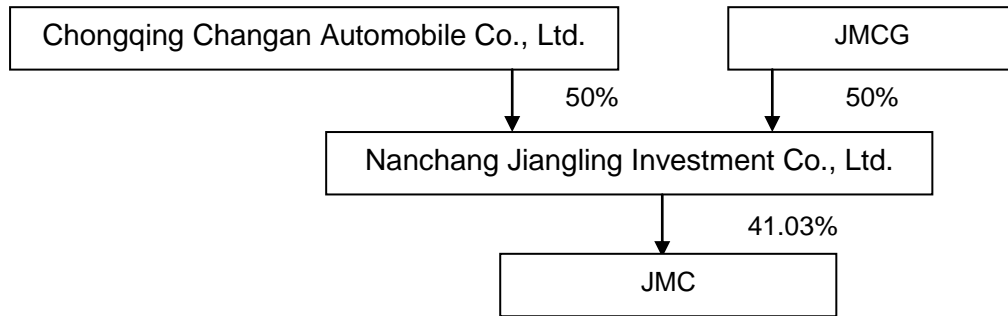 Chongqing Changan Automobile Co., Ltd.
JMCG
50%
50%
Nanchang Jiangling Investment Co., Ltd.
41.03%
JMC